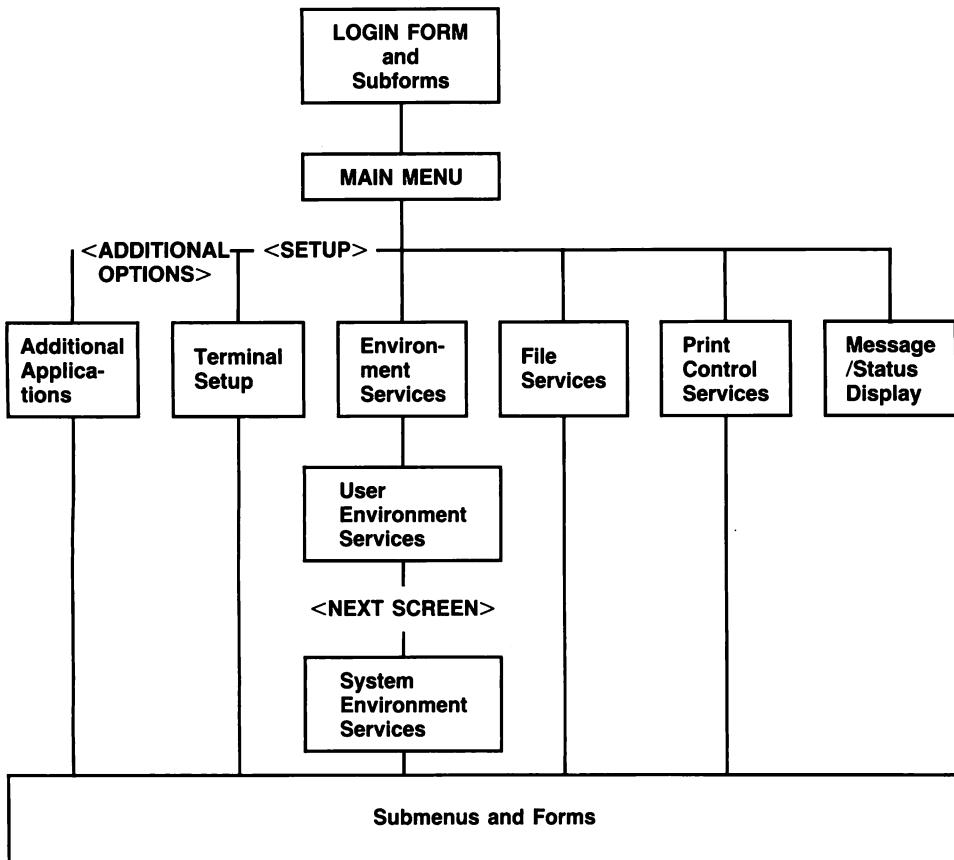 LOGIN FORM
and
Subforms
MAIN MENU
<ADDITIONAL
OPTIONS>
<SETUP>
Additional
Applica-
tions
Terminal
Setup
Environ-
ment
Services
File
Services
Print
Control
Services
Message
/Status
Display
User
Environment
Services
<NEXT SCREEN>
System
Environment
Services
Submenus and Forms